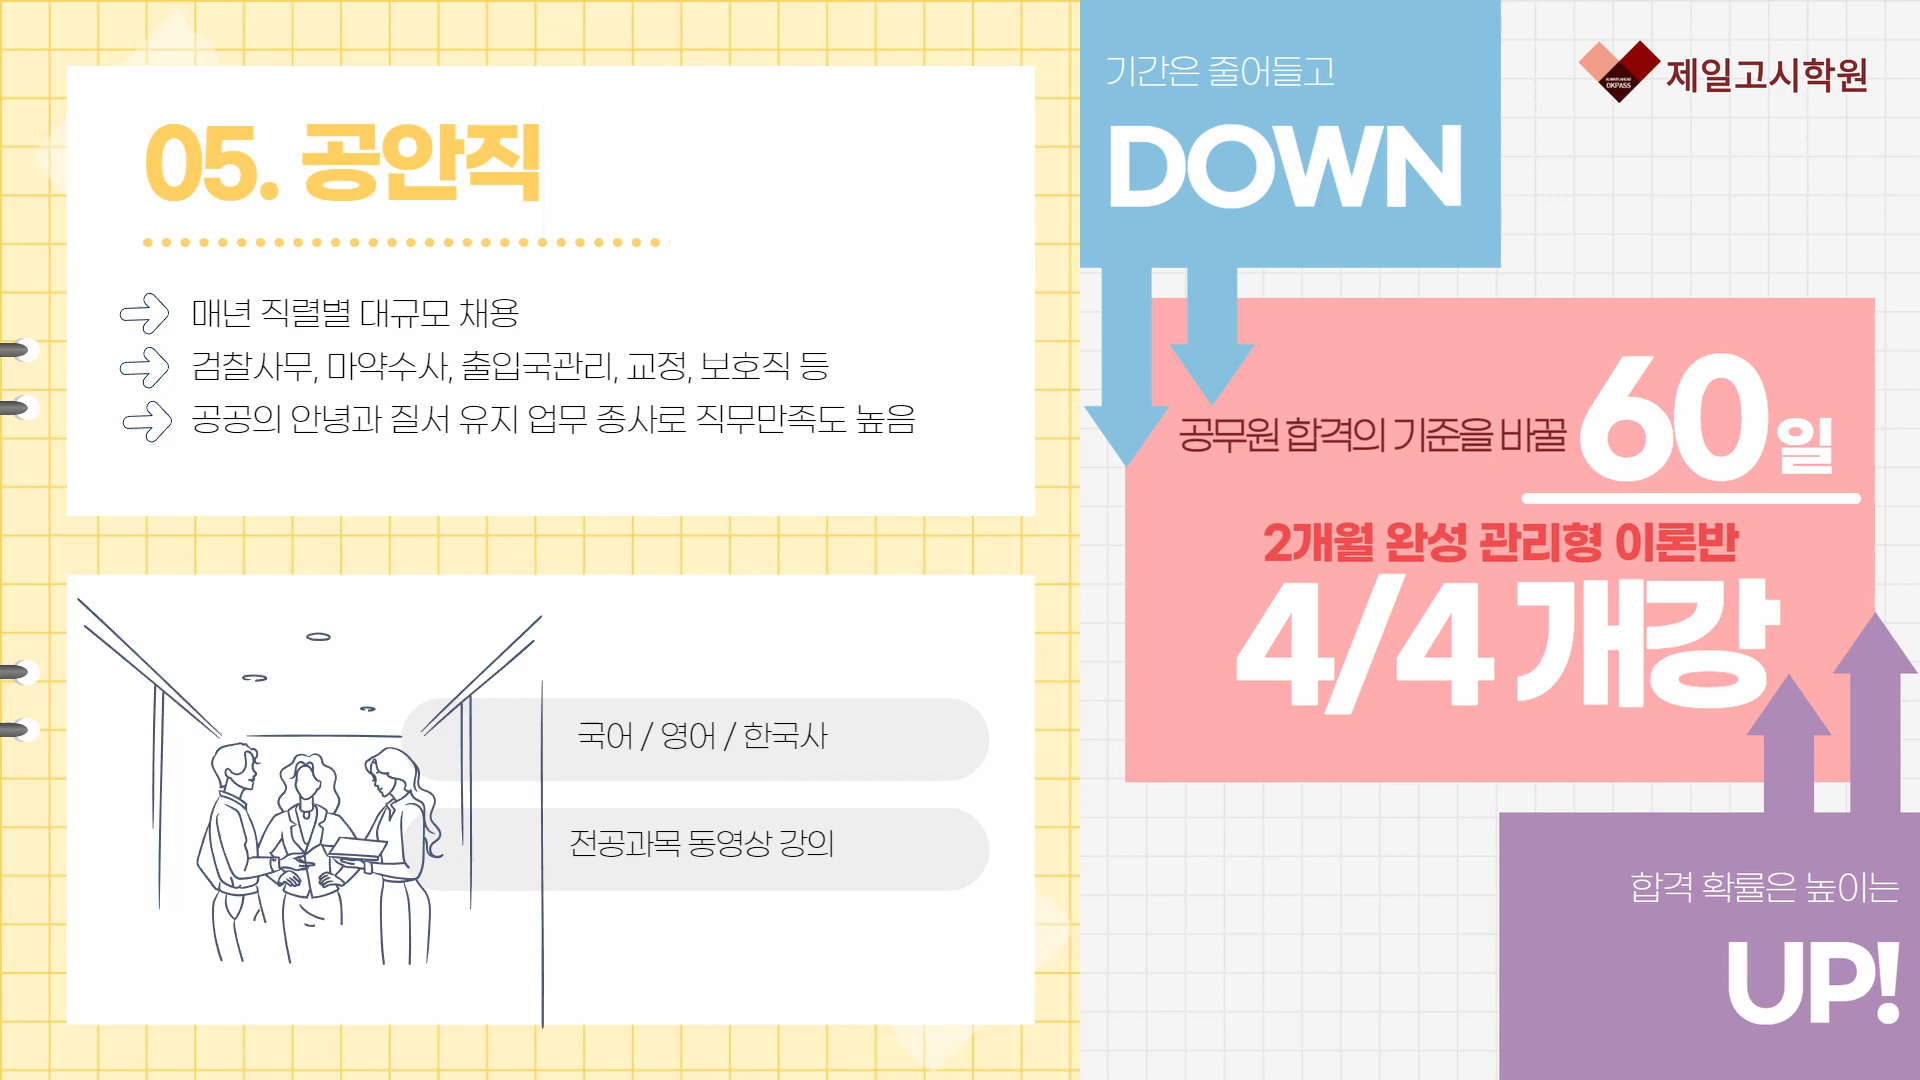 05. 공안직
매년 직렬별 대규모 채용
검찰사무, 마약수사, 출입국관리, 교정, 보호직 등
공공의 안녕과 질서 유지 업무 종사로 직무만족도 높음
국어 / 영어 / 한국사
전공과목 동영상 강의
기간은 줄어들고
DOWN
ALWAYS AHEAD
OKPASS
제일고시학원
공무원 합격의 기준을 바꿀 60일
2개월 완성 관리형 이론반
4/4 개강
합격 확률은 높이는
UP!